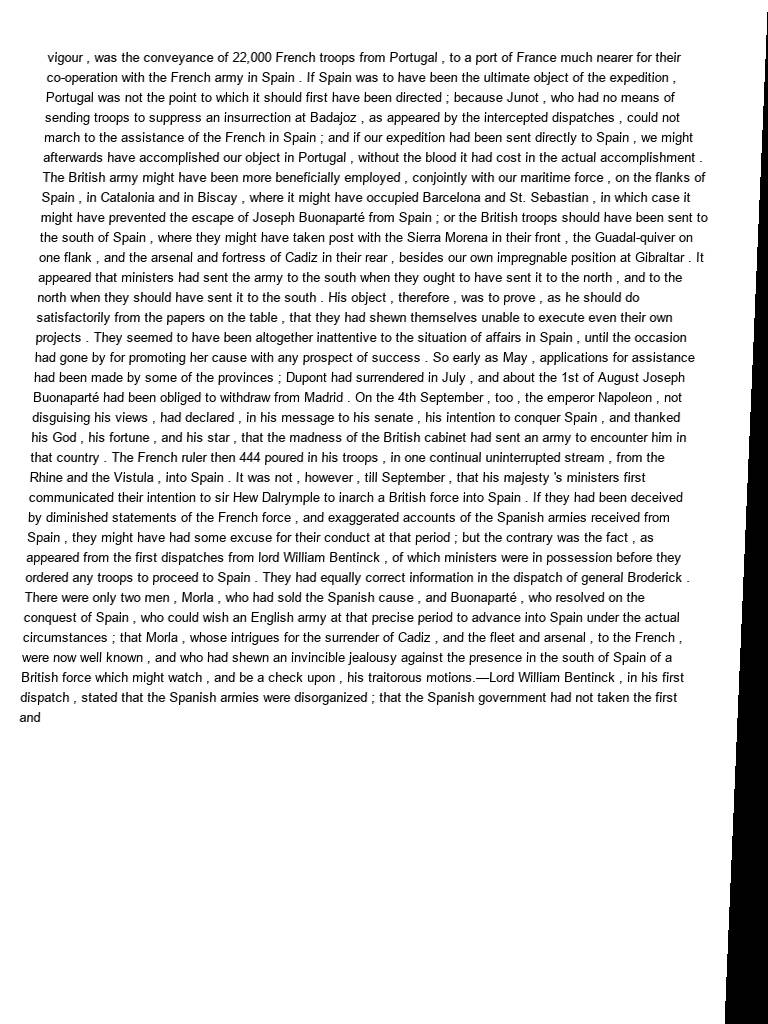 vigour , was the conveyance of 22,000 French troops from Portugal , to a port of France much nearer for their
co-operation with the French army in Spain . If Spain was to have been the ultimate object of the expedition ,
Portugal was not the point to which it should first have been directed ; because Junot , who had no means of
sending troops to suppress an insurrection at Badajoz , as appeared by the intercepted dispatches , could not
march to the assistance of the French in Spain ; and if our expedition had been sent directly to Spain , we might
afterwards have accomplished our object in Portugal , without the blood it had cost in the actual accomplishment .
The British army might have been more beneficially employed , conjointly with our maritime force , on the flanks of
Spain , in Catalonia and in Biscay , where it might have occupied Barcelona and St. Sebastian , in which case it
might have prevented the escape of Joseph Buonaparté from Spain ; or the British troops should have been sent to
the south of Spain , where they might have taken post with the Sierra Morena in their front , the Guadal-quiver on
one flank , and the arsenal and fortress of Cadiz in their rear , besides our own impregnable position at Gibraltar . It
appeared that ministers had sent the army to the south when they ought to have sent it to the north , and to the
north when they should have sent it to the south . His object , therefore , was to prove , as he should do
satisfactorily from the papers on the table , that they had shewn themselves unable to execute even their own
projects . They seemed to have been altogether inattentive to the situation of affairs in Spain , until the occasion
had gone by for promoting her cause with any prospect of success . So early as May , applications for assistance
had been made by some of the provinces ; Dupont had surrendered in July , and about the 1st of August Joseph
Buonaparté had been obliged to withdraw from Madrid . On the 4th September , too , the emperor Napoleon , not
disguising his views , had declared , in his message to his senate , his intention to conquer Spain , and thanked
his God , his fortune , and his star , that the madness of the British cabinet had sent an army to encounter him in
that country . The French ruler then 444 poured in his troops , in one continual uninterrupted stream , from the
Rhine and the Vistula , into Spain . It was not , however , till September , that his majesty 's ministers first
communicated their intention to sir Hew Dalrymple to inarch a British force into Spain . If they had been deceived
by diminished statements of the French force , and exaggerated accounts of the Spanish armies received from
Spain , they might have had some excuse for their conduct at that period ; but the contrary was the fact , as
appeared from the first dispatches from lord William Bentinck , of which ministers were in possession before they
ordered any troops to proceed to Spain . They had equally correct information in the dispatch of general Broderick .
There were only two men , Morla , who had sold the Spanish cause , and Buonaparté , who resolved on the
conquest of Spain , who could wish an English army at that precise period to advance into Spain under the actual
circumstances ; that Morla , whose intrigues for the surrender of Cadiz , and the fleet and arsenal , to the French ,
were now well known , and who had shewn an invincible jealousy against the presence in the south of Spain of a
British force which might watch , and be a check upon , his traitorous motions.—Lord William Bentinck , in his first
dispatch , stated that the Spanish armies were disorganized ; that the Spanish government had not taken the first
and